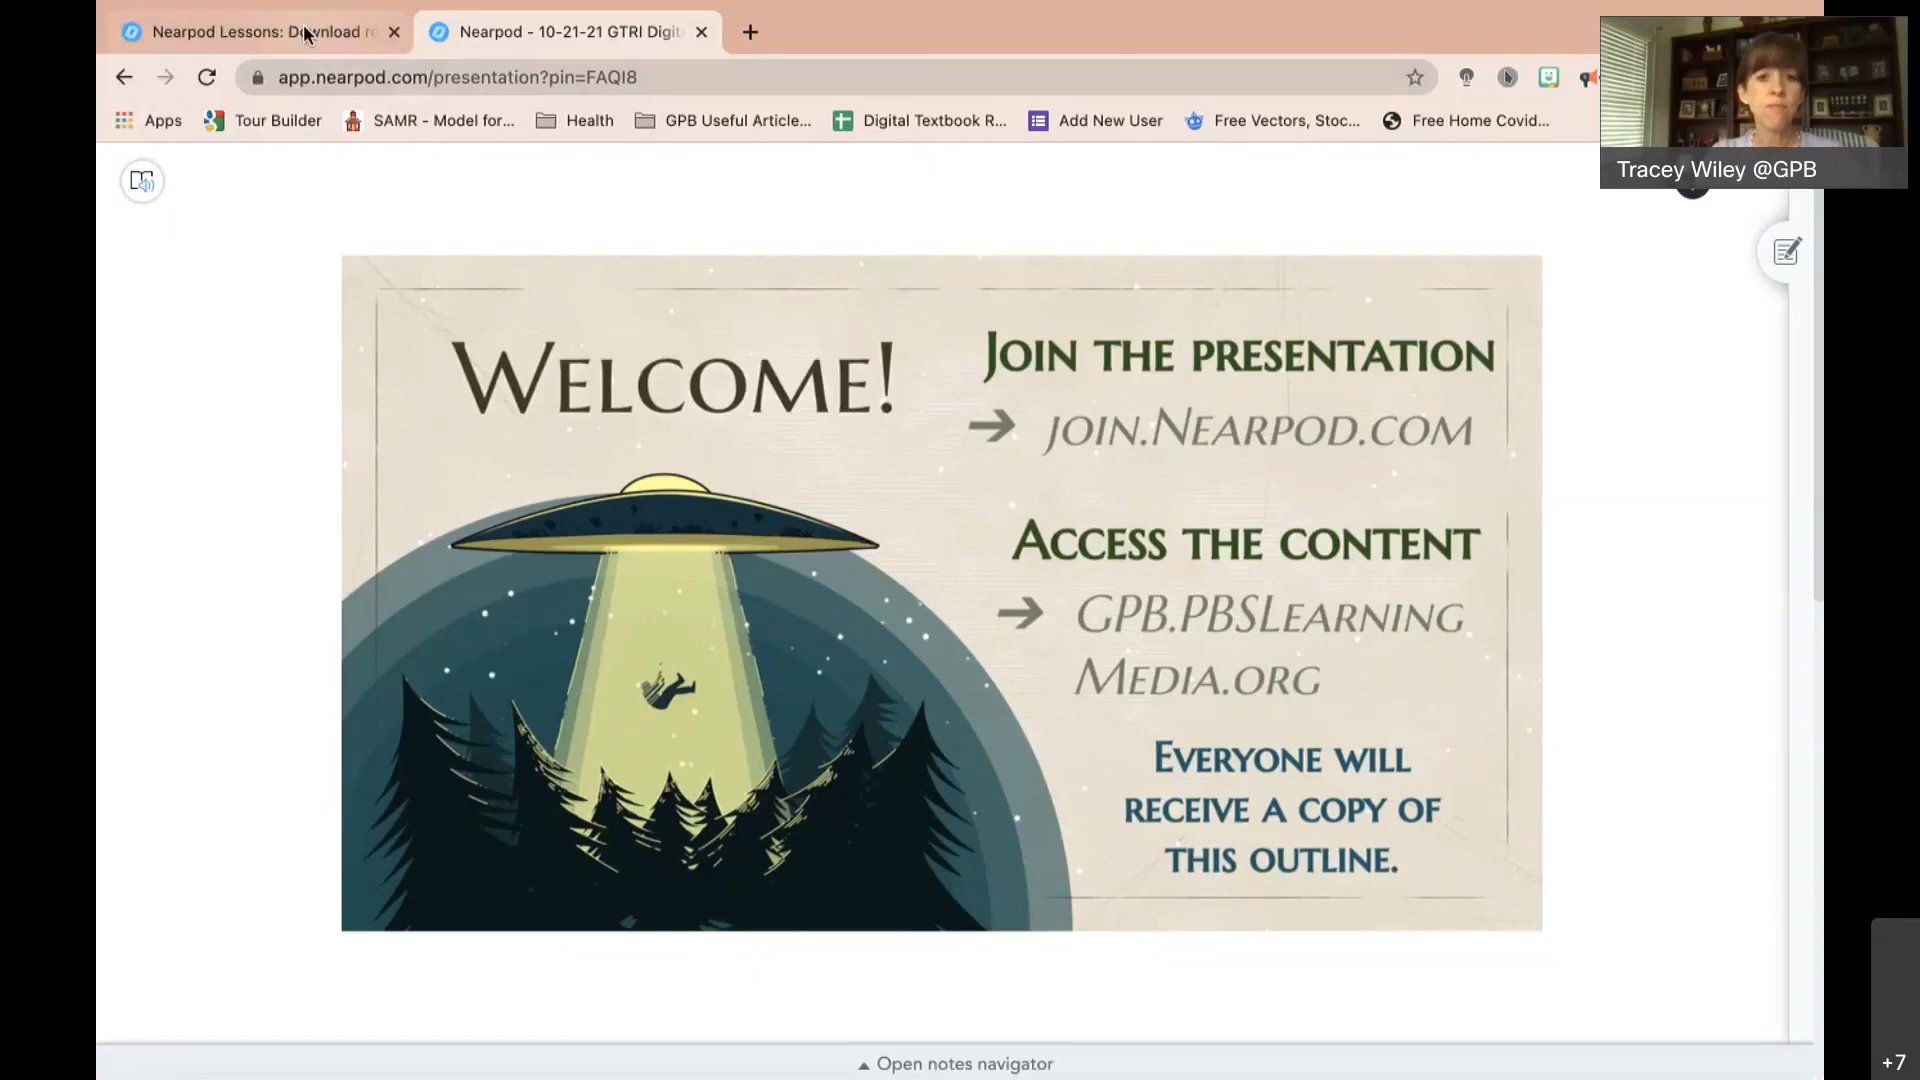 Nearpod Lessons: Download re
Nearpod - 10-21-21 GTRI Digit
app.nearpod.com/presentation?pin=FAQI8
Apps
Tour Builder
SAMR - Model for...
Health
GPB Useful Article...
Digital Textbook R...
Add New User
Free Vectors, Stoc...
Free Home Covid...
Tracey Wiley @GPB
WELCOME!
JOIN THE PRESENTATION
JOIN.NEARPOD.COM
ACCESS THE CONTENT
GPB.PBSLEARNING
MEDIA.ORG
EVERYONE WILL
RECEIVE A COPY OF
THIS OUTLINE.
Open notes navigator
+7